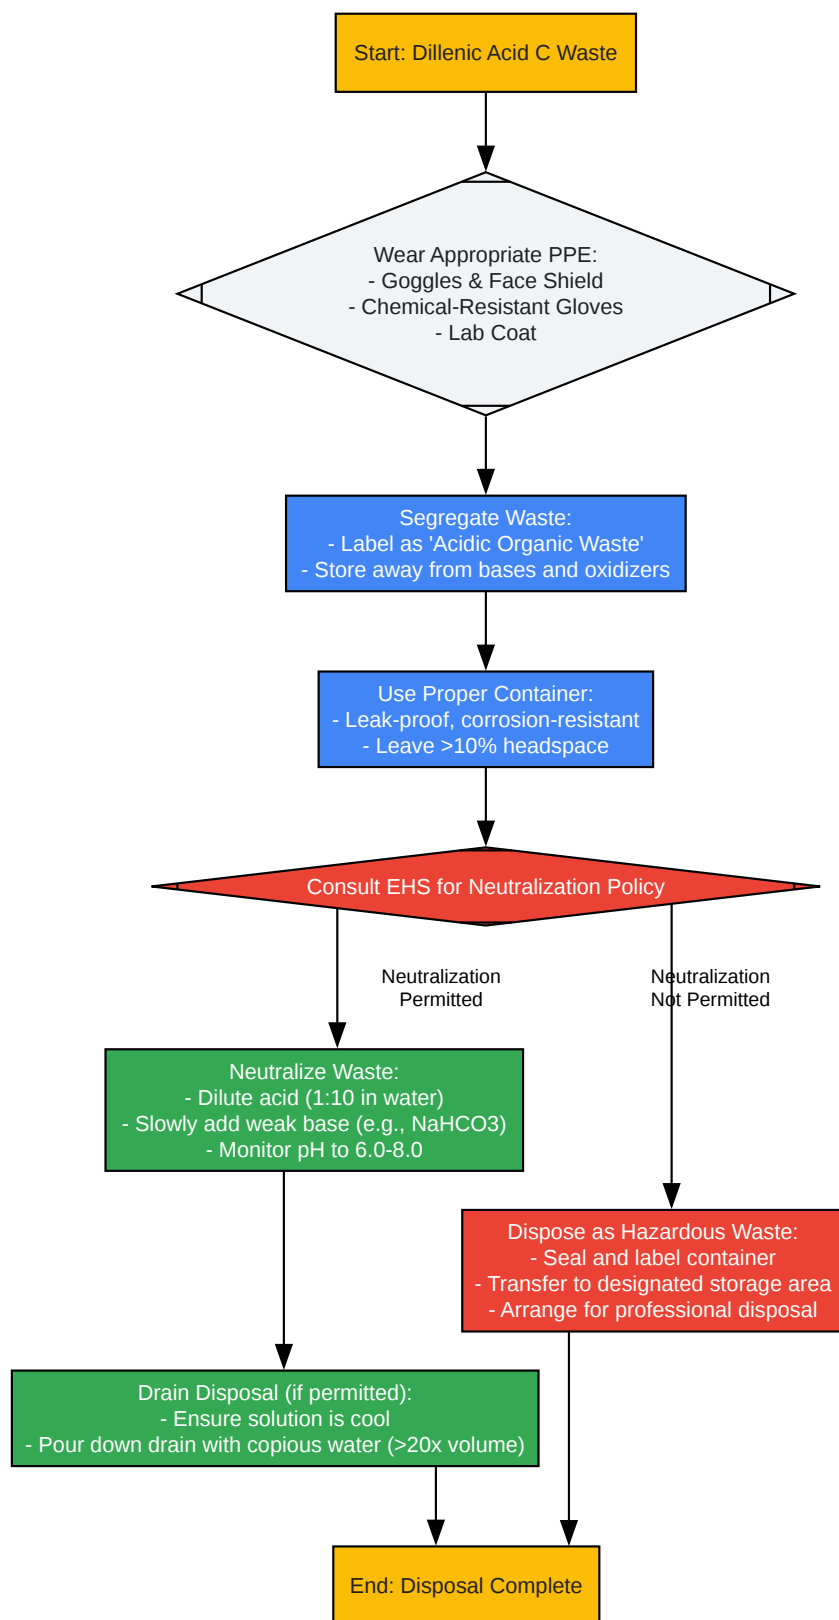 Start: Dillenic Acid C Waste
Wear Appropriate PPE:
- Goggles & Face Shield
- Chemical-Resistant Gloves
- Lab Coat
Segregate Waste:
- Label as 'Acidic Organic Waste'
- Store away from bases and oxidizers
Use Proper Container:
- Leak-proof, corrosion-resistant
- Leave >10% headspace
Consult EHS for Neutralization Policy
Neutralization
Permitted
Neutralization
Not Permitted
Neutralize Waste:
- Dilute acid (1:10 in water)
- Slowly add weak base (e.g., NaHCO3)
- Monitor pH to 6.0-8.0
Dispose as Hazardous Waste:
- Seal and label container
- Transfer to designated storage area
- Arrange for professional disposal
Drain Disposal (if permitted):
- Ensure solution is cool
- Pour down drain with copious water (>20x volume)
End: Disposal Complete